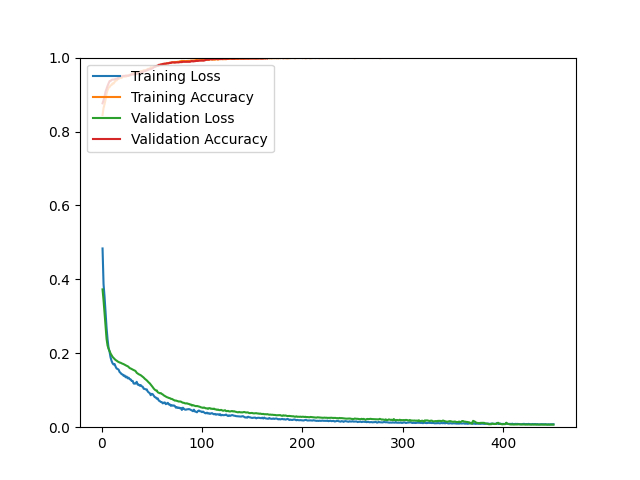 1.0
0.8
0.6
0.4
0.2
0.0
0 100 200 300 400
Training Loss
Training Accuracy
Validation Loss
Validation Accuracy